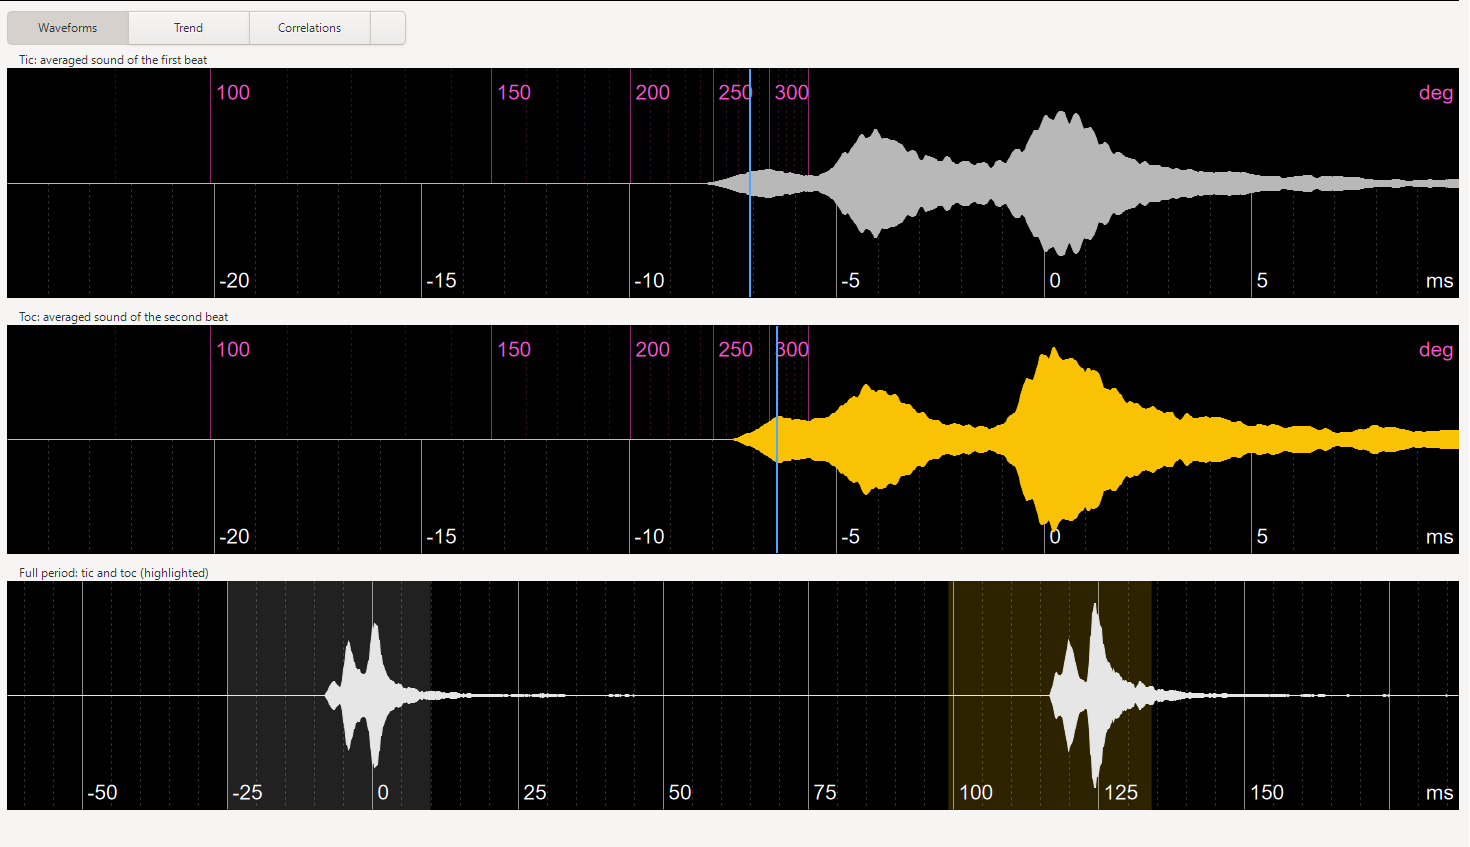 Waveforms Trend Correlations
Tic: averaged sound of the first beat
100 150 200 250 300 deg
-20 -15 -10 -5 0 5 ms
Toc: averaged sound of the second beat
100 150 200 250 300 deg
-20 -15 -10 -5 0 5 ms
Full period: tic and toc (highlighted)
-50 -25 0 25 50 75 100 125 150 ms